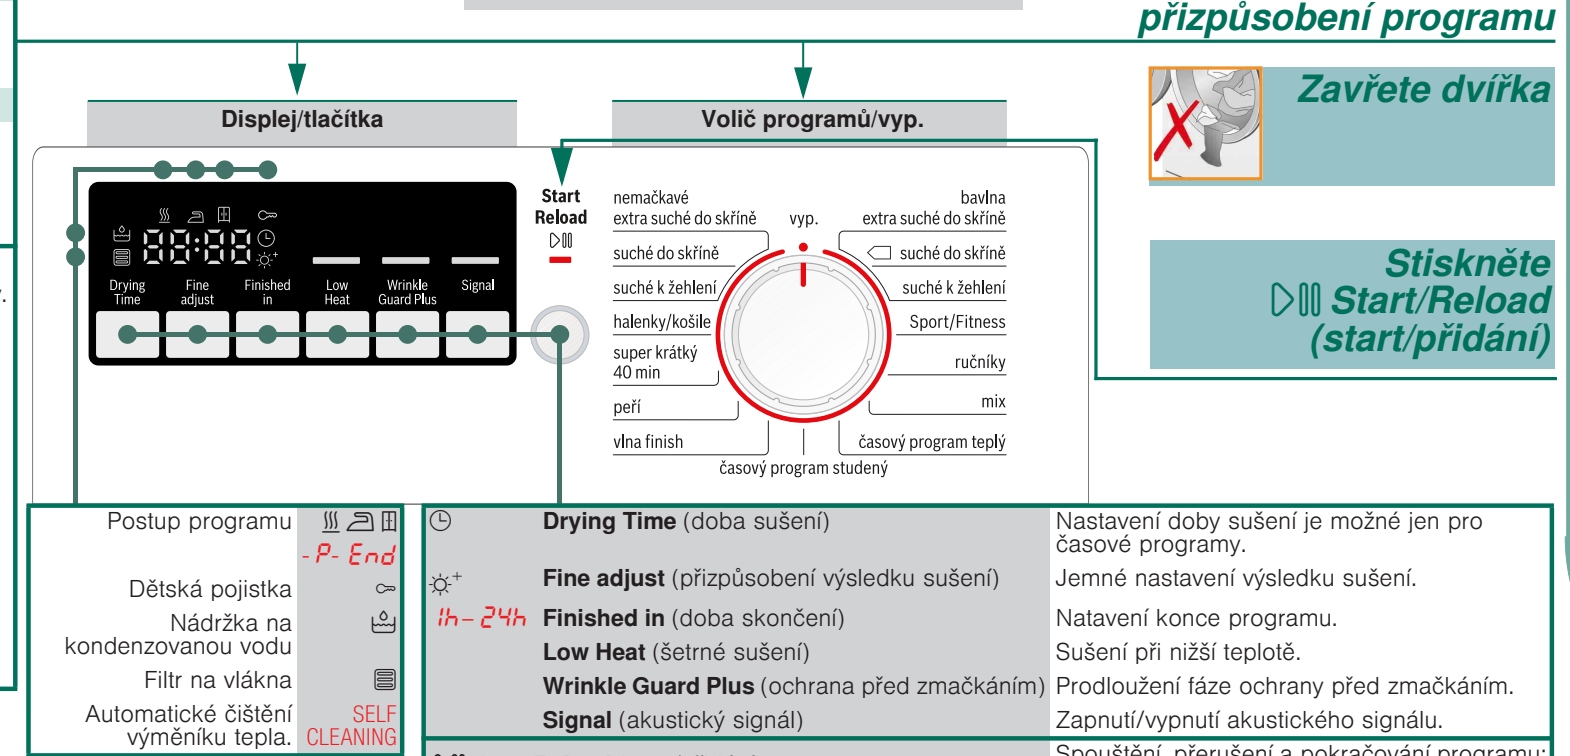 přizpůsobení programu
Zavřete dvířka
Displej/tlačítka
Volič programů/vyp.
Start
Reload
88:88
Drying
Time
Fine
adjust
Finished
in
Low
Heat
Wrinkle
Guard Plus
Signal
nemačkavé
extra suché do skříně
suché do skříně
suché k žehlení
halenky/košile
super krátký
40 min
peří
vlna finish
vyp.
bavlna
extra suché do skříně
suché do skříně
suché k žehlení
Sport/Fitness
ručníky
mix
časový program teplý
časový program studený
Stiskněte
Start/Reload
(start/přidání)
y.
Postup programu
-P- End
Dětská pojistka
Nádržka na
kondenzovanou vodu
Filtr na vlákna
Automatické čištění SELF
výměníku tepla. CLEANING
Drying Time (doba sušení) Nastavení doby sušení je možné jen pro
časové programy.
Fine adjust (přizpůsobení výsledku sušení) Jemné nastavení výsledku sušení.
1h – 24h Finished in (doba skončení) Natavení konce programu.
Low Heat (šetrné sušení) Sušení při nižší teplotě.
Wrinkle Guard Plus (ochrana před zmačkáním) Prodloužení fáze ochrany před zmačkáním.
Signal (akustický signál) Zapnutí/vypnutí akustického signálu.
Spouštění, přerušení a pokračování programu;